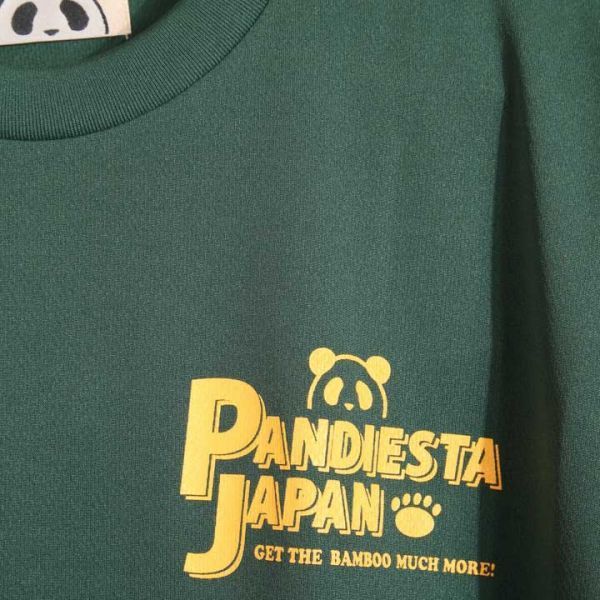 PANDIESTA
JAPAN
GET THE BAMBOO MUCH MORE!